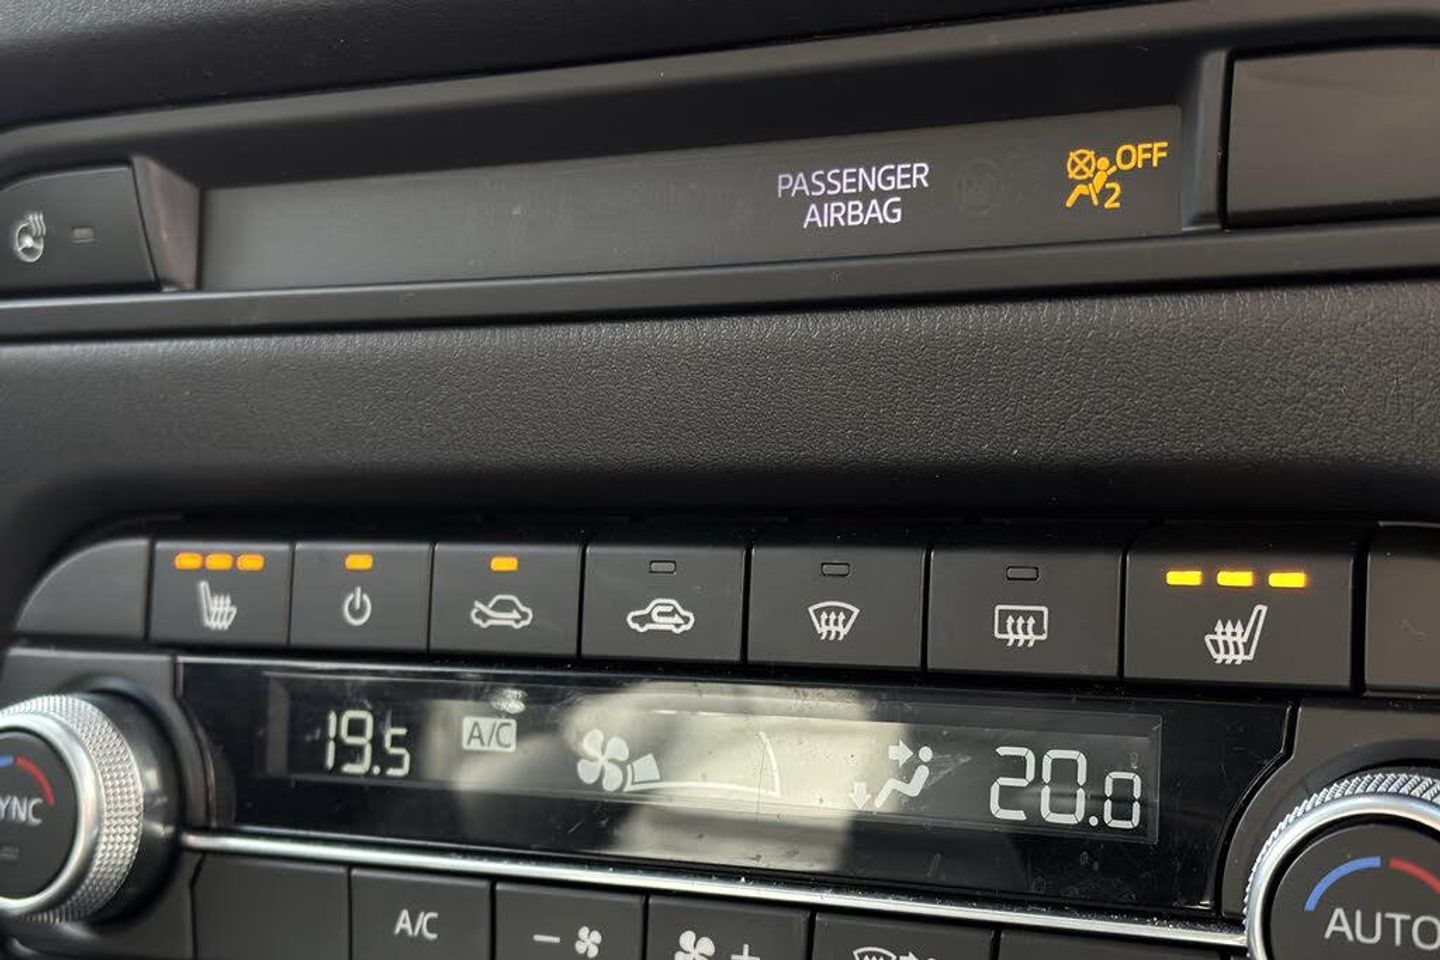 PASSENGER
AIRBAG
OFF
2
19.5
A/C
20.0
YNC
A/C
AUTO